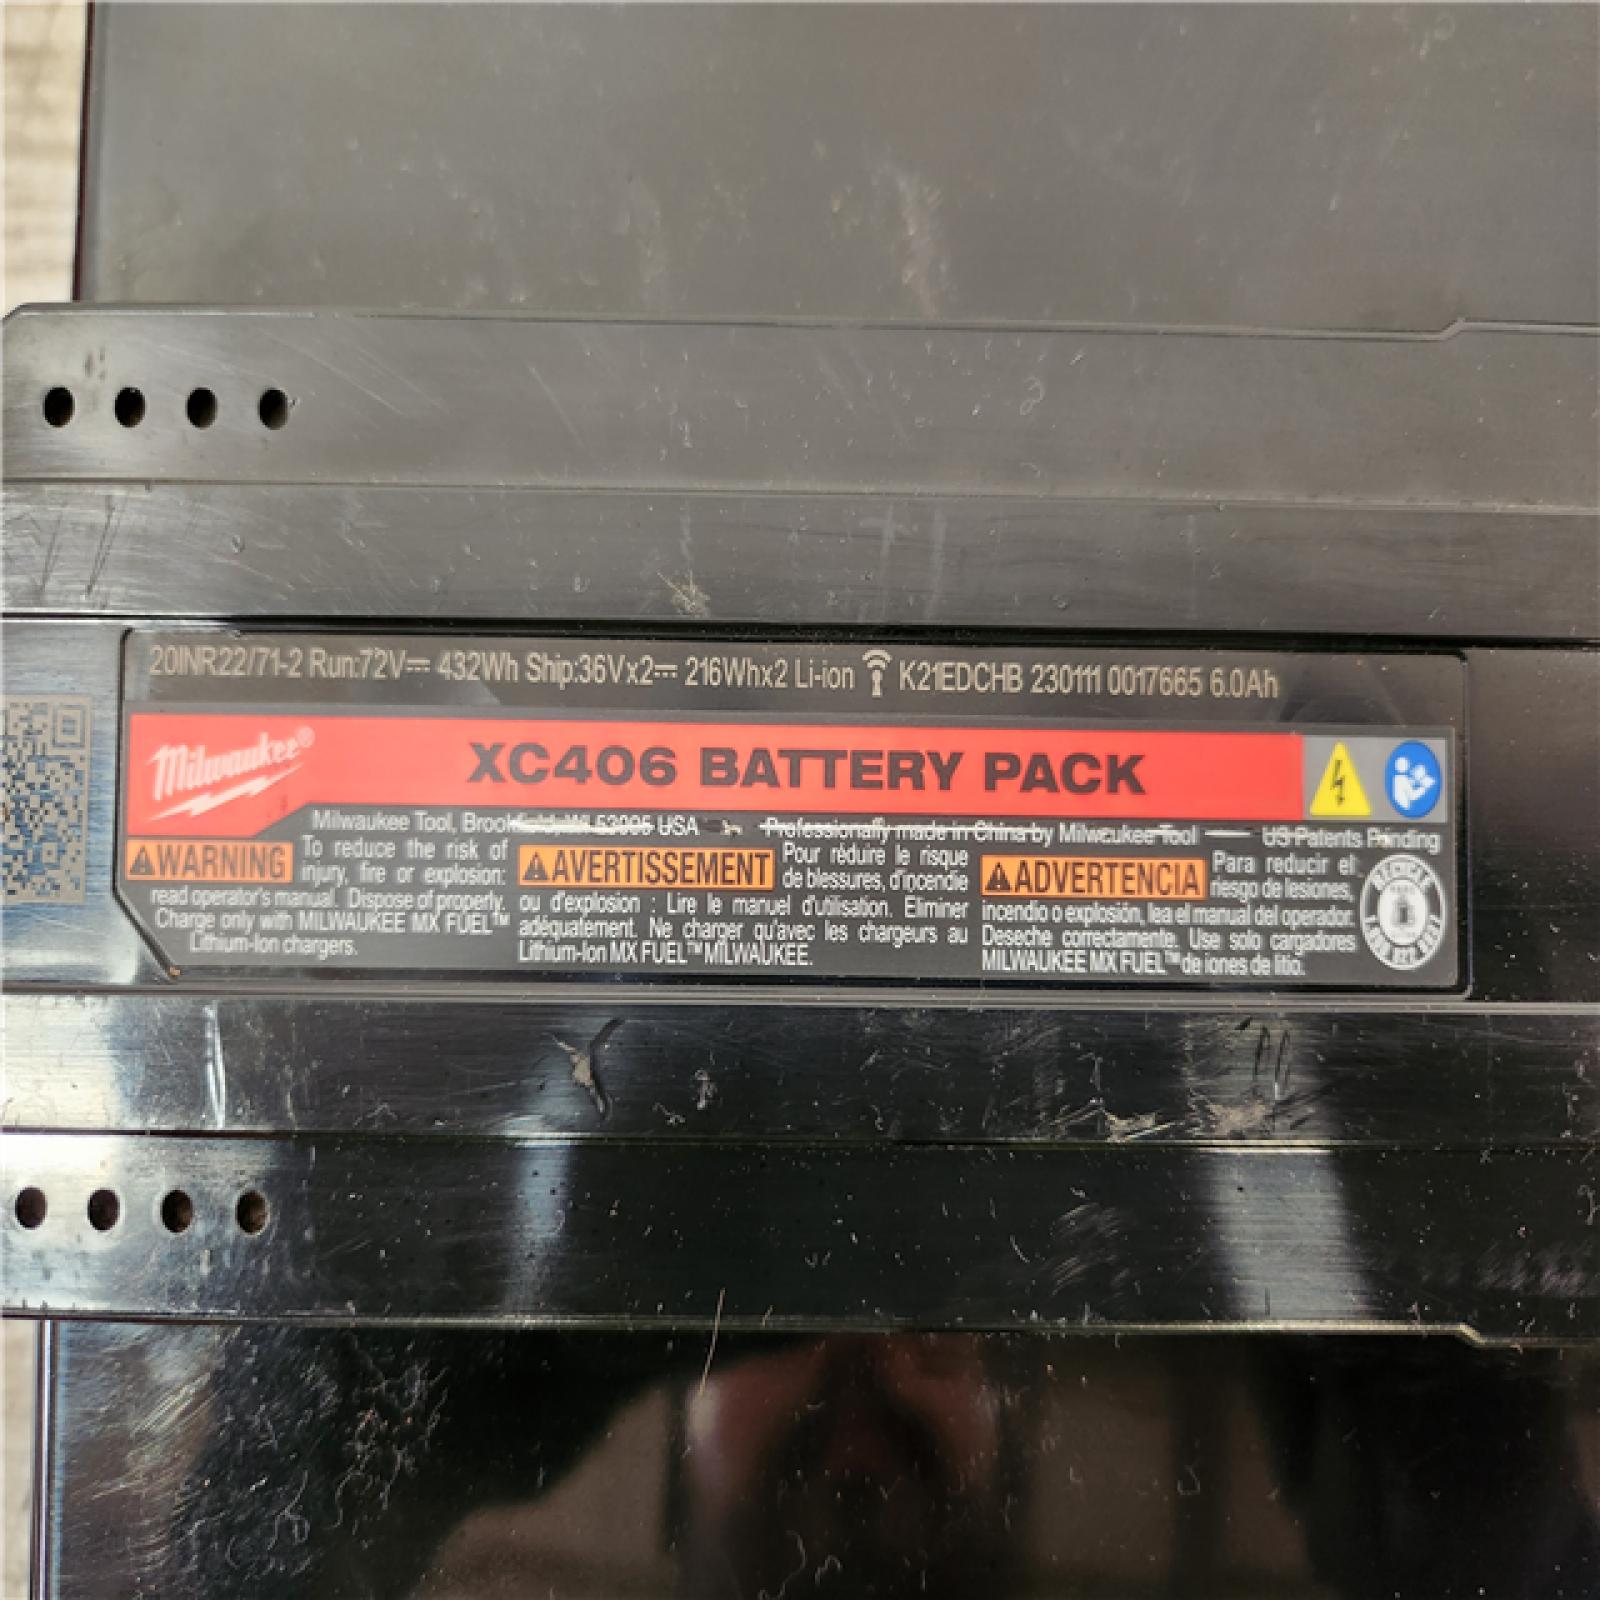 20INR22/71-2 Run:72V⎓ 432Wh Ship:36Vx2⎓ 216Whx2 Li-ion K21EDCHB 230111 0017665 6.0Ah
Milwaukee®
XC406 BATTERY PACK
Milwaukee Tool, Brookfield, WI 53005 USA Professionally made in China by Milwaukee Tool US Patents Pending
WARNING To reduce the risk of
injury, fire or explosion:
read operator's manual. Dispose of properly.
Charge only with MILWAUKEE MX FUEL™
Lithium-Ion chargers.
AVERTISSEMENT Pour réduire le risque
de blessures, d'incendie
ou d'explosion : Lire le manuel d'utilisation. Éliminer
adéquatement. Ne charger qu'avec les chargeurs au
Lithium-Ion MX FUEL™ MILWAUKEE.
ADVERTENCIA Para reducir el
riesgo de lesiones,
incendio o explosión, lea el manual del operador.
Deseche correctamente. Use solo cargadores
MILWAUKEE MX FUEL™ de iones de litio.
RECYCLE